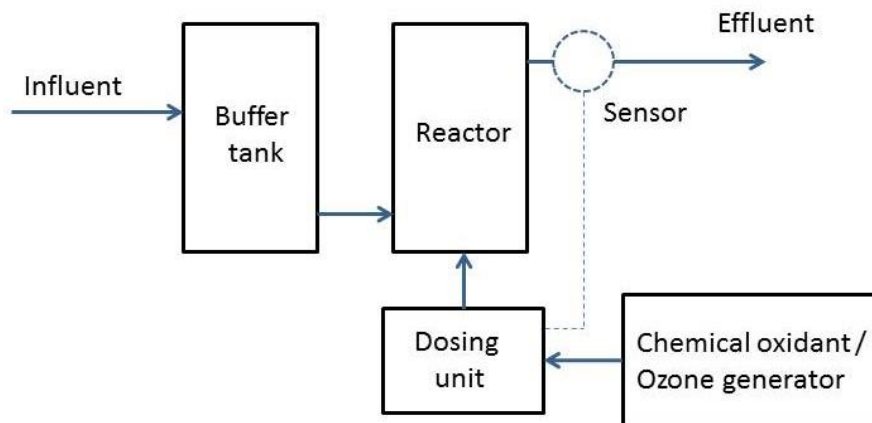 Influent
Buffer
tank
Reactor
Effluent
Sensor
Dosing
unit
Chemical oxidant /
Ozone generator